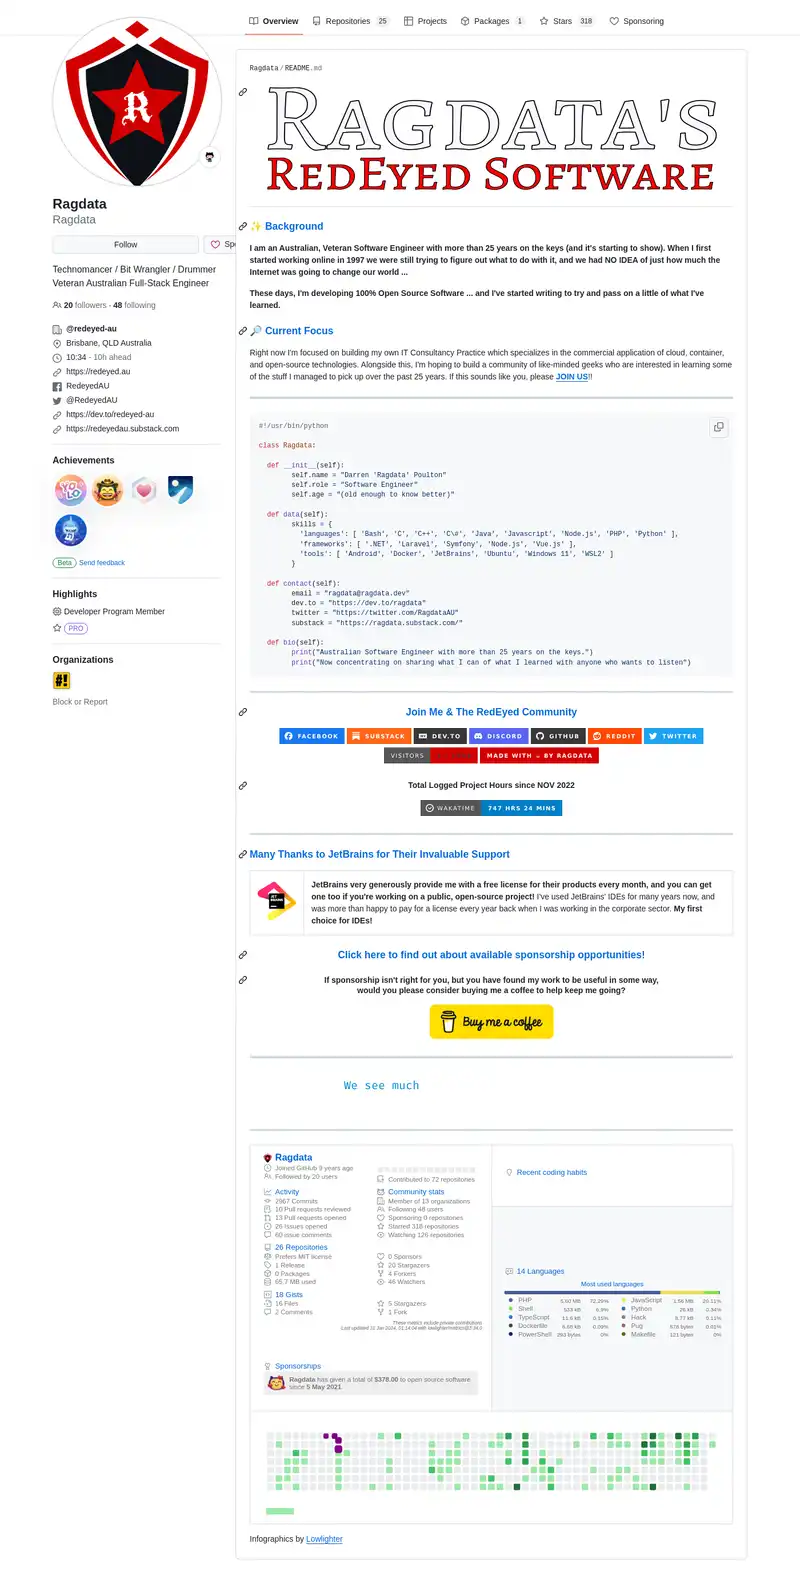 Overview
Repositories 25
Projects
Packages 1
Stars 318
Sponsoring
R
Ragdata
Ragdata
Follow
Technomancer / Bit Wrangler / Drummer
Veteran Australian Full-Stack Engineer
20 followers · 48 following
@redeyed-au
Brisbane, QLD Australia
10:34 - 10h ahead
https://redyed.au
RedeyedAU
@RedeyedAU
https://dev.to/redeyed-au
https://redeyedau.substack.com
Achievements
YOLO
Beta Send feedback
Highlights
Developer Program Member
PRO
Organizations
#!
Block or Report
Ragdata / README.md
RAGDATA'S
REDEYED SOFTWARE
✨ Background
I am an Australian, Veteran Software Engineer with more than 25 years on the keys (and it's starting to show). When I first
started working online in 1997 we were still trying to figure out what to do with it, and we had NO IDEA of just how much the
Internet was going to change our world ...
These days, I'm developing 100% Open Source Software ... and I've started writing to try and pass on a little of what I've
learned.
🔎 Current Focus
Right now I'm focused on building my own IT Consultancy Practice which specializes in the commercial application of cloud, container,
and open-source technologies. Alongside this, I'm hoping to build a community of like-minded geeks who are interested in learning some
of the stuff I managed to pick up over the past 25 years. If this sounds like you, please JOIN US!!
#!/usr/bin/python
class Ragdata:
def __init__(self):
self.name = "Darren 'Ragdata' Poulton"
self.role = "Software Engineer"
self.age = "(old enough to know better)"
def data(self):
skills = {
'languages': [ 'Bash', 'C', 'C++', 'C\#', 'Java', 'Javascript', 'Node.js', 'PHP', 'Python' ],
'frameworks': [ '.NET', 'Laravel', 'Symfony', 'Node.js', 'Vue.js' ],
'tools': [ 'Android', 'Docker', 'JetBrains', 'Ubuntu', 'Windows 11', 'WSL2' ]
}
def contact(self):
email = "ragdata@ragdata.dev"
dev.to = "https://dev.to/ragdata"
twitter = "https://twitter.com/RagdataAU"
substack = "https://ragdata.substack.com/"
def bio(self):
print("Australian Software Engineer with more than 25 years on the keys.")
print("Now concentrating on sharing what I can of what I learned with anyone who wants to listen")
Join Me & The RedEyed Community
FACEBOOK SUBSTACK DEV.TO DISCORD GITHUB REDDIT TWITTER
VISITORS
MADE WITH ∞ BY RAGDATA
Total Logged Project Hours since NOV 2022
WAKATIME 747 HRS 24 MINS
Many Thanks to JetBrains for Their Invaluable Support
JET BRAINS
JetBrains very generously provide me with a free license for their products every month, and you can get
one too if you're working on a public, open-source project! I've used JetBrains' IDEs for many years now, and
was more than happy to pay for a license every year back when I was working in the corporate sector. My first
choice for IDEs!
Click here to find out about available sponsorship opportunities!
If sponsorship isn't right for you, but you have found my work to be useful in some way,
would you please consider buying me a coffee to help keep me going?
Buy me a coffee
We see much
Ragdata
Joined GitHub 9 years ago
Followed by 20 users
Contributed to 72 repositories
Activity
2967 Commits
10 Pull requests reviewed
13 Pull requests opened
26 Issues opened
60 issue comments
Community stats
Member of 13 organizations
Following 48 users
Sponsoring 0 repositories
Starred 318 repositories
Watching 126 repositories
26 Repositories
Prefers MIT license
1 Release
0 Packages
65.7 MB used
0 Sponsors
20 Stargazers
4 Forkers
46 Watchers
18 Gists
16 Files
2 Comments
5 Stargazers
1 Fork
These metrics include private contributions
Sponsorships
Ragdata has given a total of $378.00 to open source software
since 5 May 2021
Recent coding habits
14 Languages
Most used languages
PHP 72.29%
Shell 6.9%
TypeScript
Dockerfile 0.09%
PowerShell 293 bytes 0%
JavaScript
Python
Hack 0.11%
Pug 0.01%
Makefile 121 bytes 0%
Infographics by Lowlighter